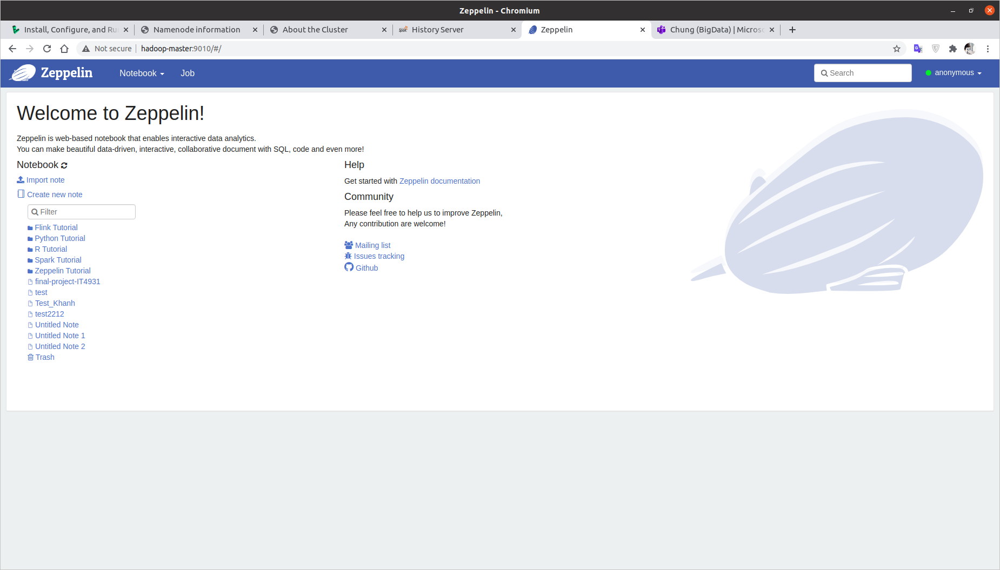 Zeppelin - Chromium
Install, Configure, and Ru
Namenode information
About the Cluster
History Server
Zeppelin
Chung (BigData) | Micros
Not secure
hadoop-master:9010/#/
Zeppelin
Notebook
Job
Search
anonymous
Welcome to Zeppelin!
Zeppelin is web-based notebook that enables interactive data analytics.
You can make beautiful data-driven, interactive, collaborative document with SQL, code and even more!
Notebook
Import note
Create new note
Filter
Flink Tutorial
Python Tutorial
R Tutorial
Spark Tutorial
Zeppelin Tutorial
final-project-IT4931
test
Test_Khanh
test2212
Untitled Note
Untitled Note 1
Untitled Note 2
Trash
Help
Get started with Zeppelin documentation
Community
Please feel free to help us to improve Zeppelin,
Any contribution are welcome!
Mailing list
Issues tracking
Github